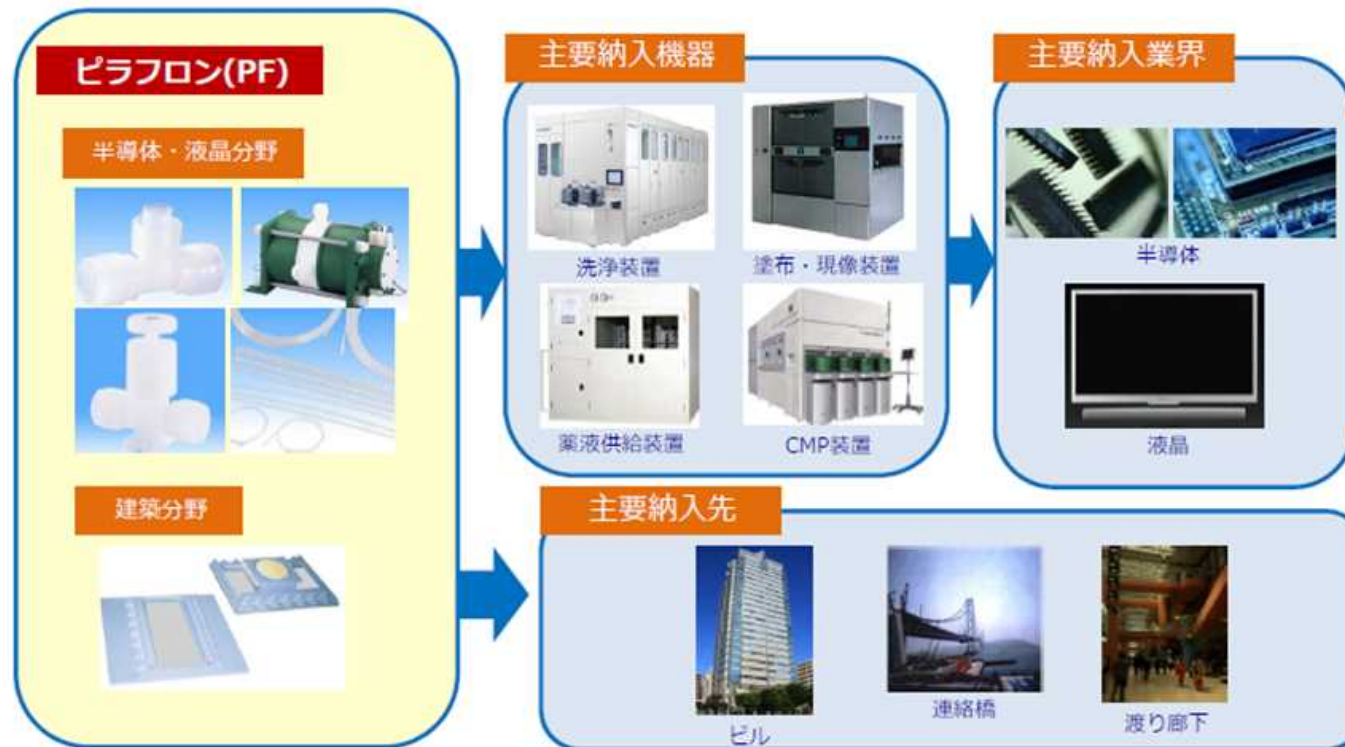 ピラフロン(PF)
半導体・液晶分野
建築分野
主要納入機器
洗浄装置
塗布・現像装置
薬液供給装置
CMP装置
主要納入業界
半導体
液晶
主要納入先
ビル
連絡橋
渡り廊下